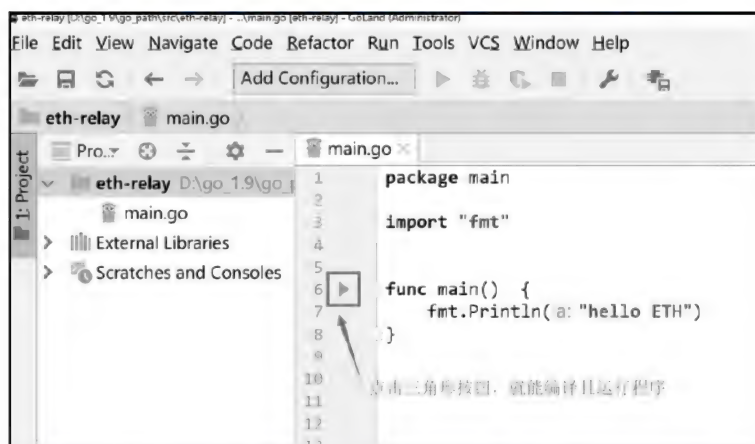 eth-relay [D:\go_1.9\go_path\src\eth-relay] - ...\main.go [eth-relay] - GoLand (Administrator)
File Edit View Navigate Code Refactor Run Tools VCS Window Help
Add Configuration...
eth-relay main.go
1: Project
Pro... main.go
eth-relay D:\go_1.9\go_p
main.go
External Libraries
Scratches and Consoles
1 package main
2
3 import "fmt"
4
5
6 func main() {
7 fmt.Println( a: "hello ETH")
8 }
9
10 点击三角形按钮,就能编译且运行程序
11
12